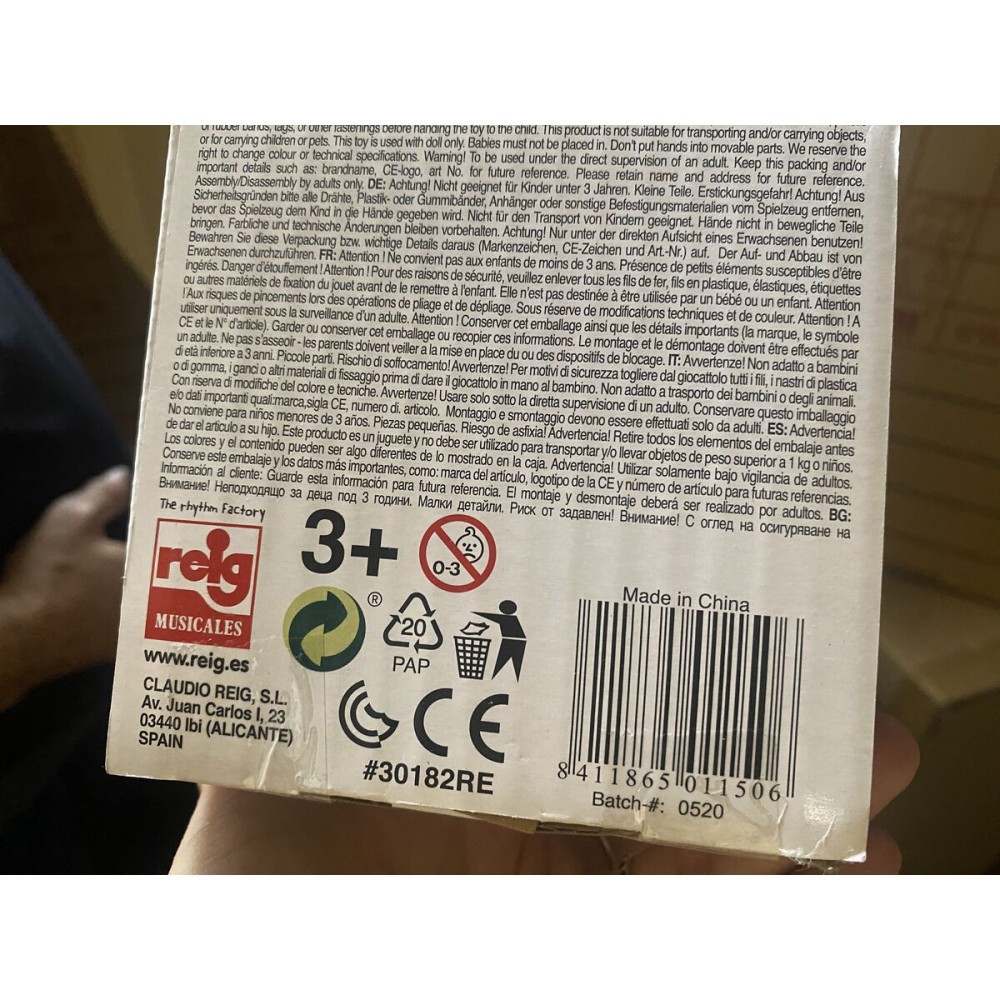 of rubber bands, tags, or other fastenings before handing the toy to the child. This product is not suitable for transporting and/or carrying objects,
or for carrying children or pets. This toy is used with doll only. Babies must not be placed in. Don't put hands into movable parts. We reserve the
right to change colour or technical specifications. Warning! To be used under the direct supervision of an adult. Keep this packing and/or
important details such as: brandname, CE-logo, art No. for future reference. Please retain name and address for future reference.
Assembly/Disassembly by adults only. DE: Achtung! Nicht geeignet für Kinder unter 3 Jahren. Kleine Teile. Erstickungsgefahr! Achtung! Aus
Sicherheitsgründen bitte alle Drähte, Plastik- oder Gummibänder, Anhänger oder sonstige Befestigungsmaterialien vom Spielzeug entfernen,
bevor das Spielzeug dem Kind in die Hände gegeben wird. Nicht für den Transport von Kindern geeignet. Hände nicht in bewegliche Teile
bringen. Farbliche und technische Änderungen bleiben vorbehalten. Achtung! Nur unter der direkten Aufsicht eines Erwachsenen benutzen!
Bewahren Sie diese Verpackung bzw. wichtige Details daraus (Markenzeichen, CE-Zeichen und Art-Nr.) auf. Der Auf- und Abbau ist von
Erwachsenen durchzuführen. FR: Attention ! Ne convient pas aux enfants de moins de 3 ans. Présence de petits éléments susceptibles d'être
ingérés. Danger d'étouffement! Attention ! Pour des raisons de sécurité, veuillez enlever tous les fils de fer, fils en plastique, élastiques, étiquettes
ou autres matériels de fixation du jouet avant de le remettre à l'enfant. Elle n'est pas destinée à être utilisée par un bébé ou un enfant. Attention
! Aux risques de pincements lors des opérations de pliage et de dépliage. Sous réserve de modifications techniques et de couleur. Attention ! A
utiliser uniquement sous la surveillance d'un adulte. Attention ! Conserver cet emballage ainsi que les détails importants (la marque, le symbole
CE et le N° d'article). Garder ou conserver cet emballage ou recopier ces informations. Le montage et le démontage doivent être effectués par
un adulte. Ne pas s'asseoir - les parents doivent veiller à la mise en place du ou des dispositifs de blocage. IT: Avvertenze! Non adatto a bambini
di età inferiore a 3 anni. Piccole parti. Rischio di soffocamento! Avvertenze! Per motivi di sicurezza togliere dal giocattolo tutti i fili, i nastri di plastica
o di gomma, i ganci o altri materiali di fissaggio prima di dare il giocattolo in mano al bambino. Non adatto a trasporto dei bambini o degli animali.
Con riserva di modifiche del colore e tecniche. Avvertenze! Usare solo sotto la diretta supervisione di un adulto. Conservare questo imballaggio
e/o dati importanti quali:marca,sigla CE, numero di. articolo. Montaggio e smontaggio devono essere effettuati solo da adulti. ES: Advertencia!
No conviene para niños menores de 3 años. Piezas pequeñas. Riesgo de asfixia! Advertencia! Retire todos los elementos del embalaje antes
de dar el articulo a su hijo. Este producto es un juguete y no debe ser utilizado para transportar y/o llevar objetos de peso superior a 1 kg o niños.
Los colores y el contenido pueden ser algo diferentes de lo mostrado en la caja. Advertencia! Utilizar solamente bajo vigilancia de adultos.
Conserve este embalaje y los datos más importantes, como: marca del artículo, logotipo de la CE y número de artículo para futuras referencias.
Información al cliente: Guarde esta información para futura referencia. El montaje y desmontaje deberá ser realizado por adultos. BG:
Внимание! Неподходящо за деца под 3 години. Малки детайли. Риск от задавлен! Внимание! С оглед на осигуряване на
The rhythm Factory
reig
MUSICALES
www.reig.es
CLAUDIO REIG, S.L.
Av. Juan Carlos I, 23
03440 Ibi (ALICANTE)
SPAIN
3+
0-3
®
20
PAP
CE
#30182RE
Made in China
8 411865 011506
Batch-#: 0520